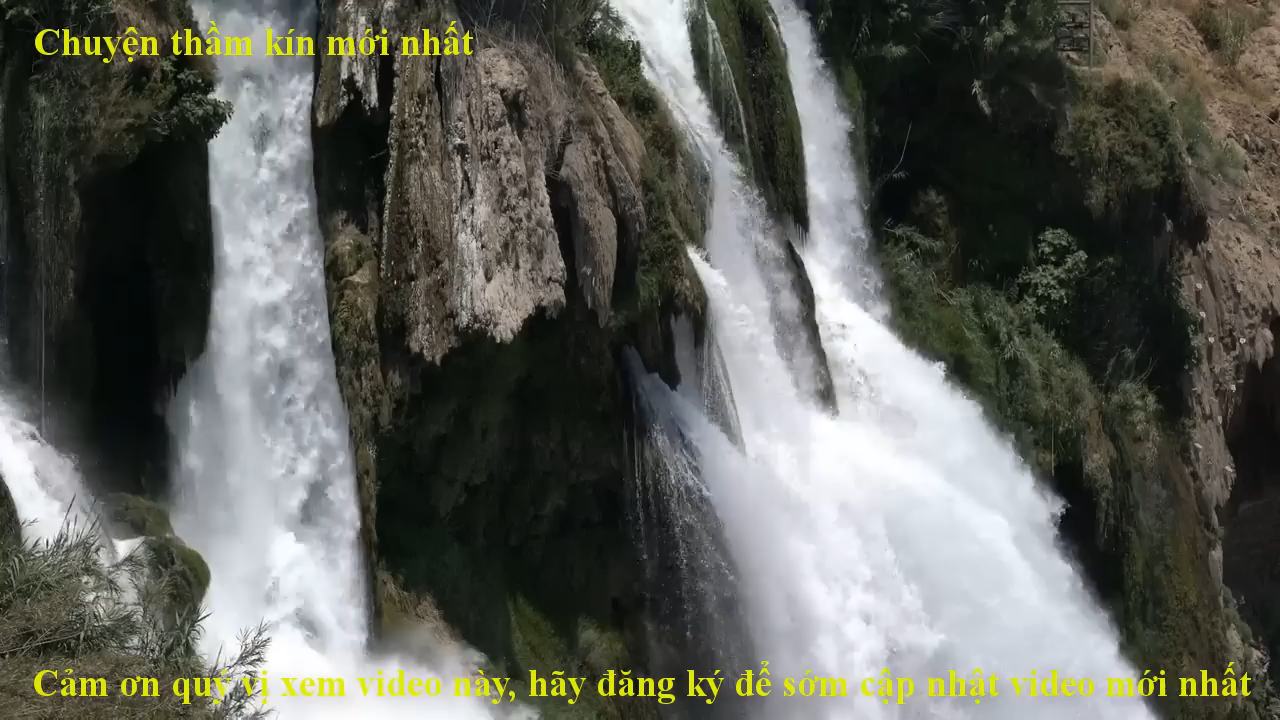 Chuyện thầm kín mới nhất
Cảm ơn quý vị xem video này, hãy đăng ký để sớm cập nhật video mới nhất